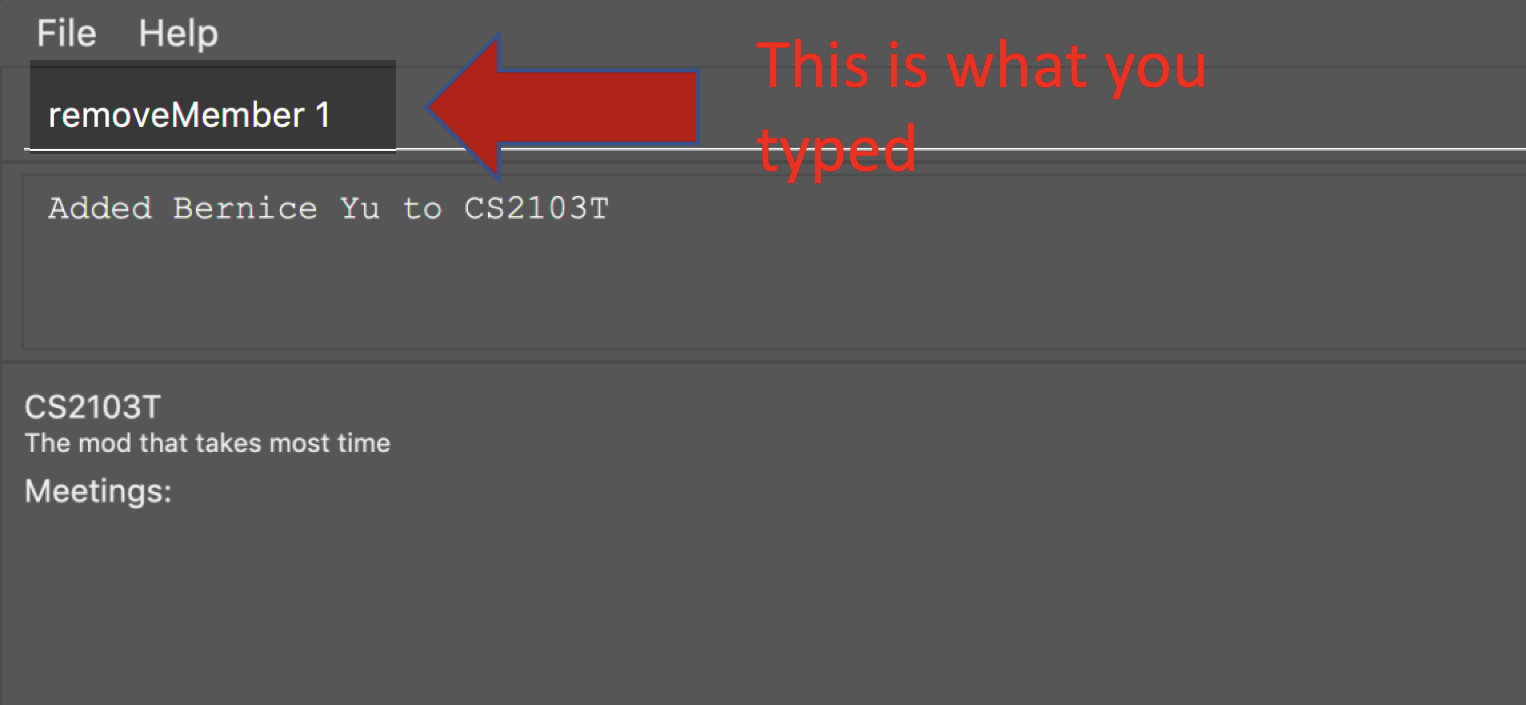 File Help
removeMember 1
This is what you
typed
Added Bernice Yu to CS2103T
CS2103T
The mod that takes most time
Meetings: